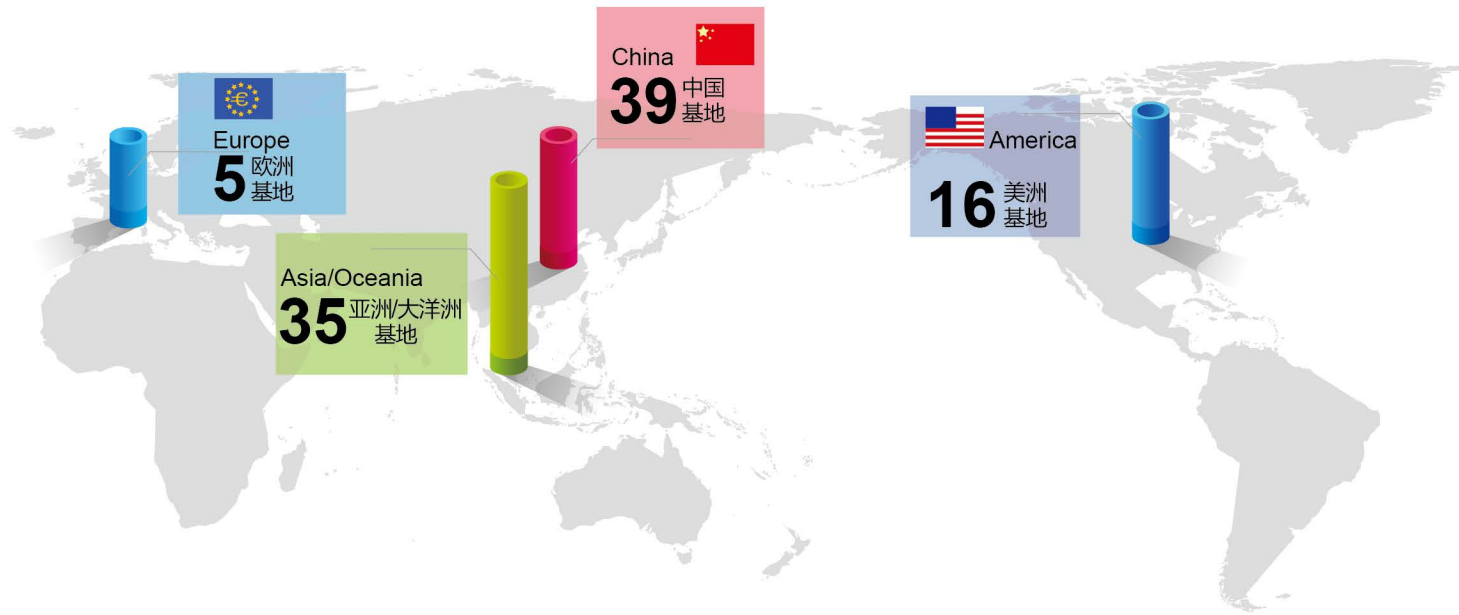 Europe
5 欧洲
基地
China
39 中国
基地
Asia/Oceania
35 亚洲/大洋洲
基地
America
16 美洲
基地